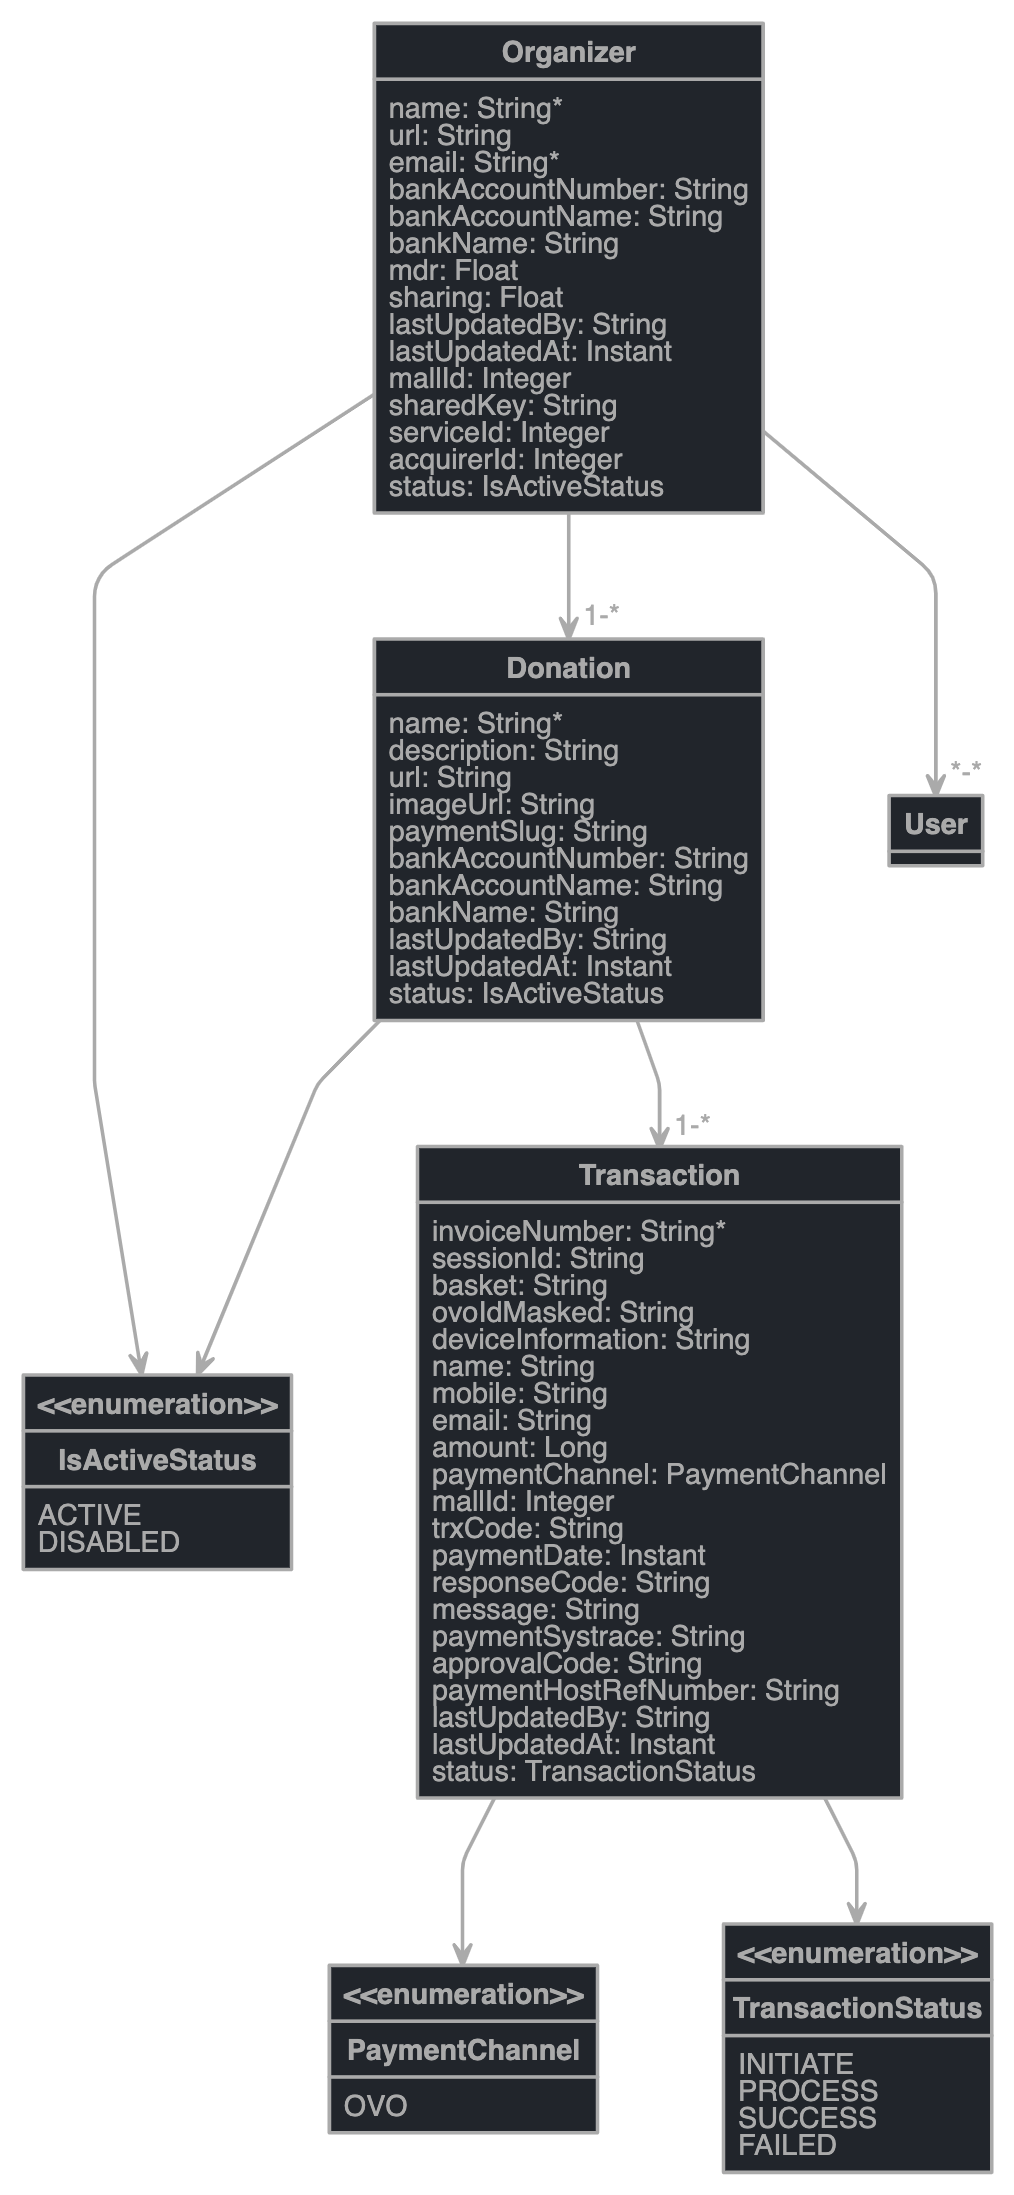 Organizer
name: String*
url: String
email: String*
bankAccountNumber: String
bankAccountName: String
bankName: String
mdr: Float
sharing: Float
lastUpdatedBy: String
lastUpdatedAt: Instant
mallId: Integer
sharedKey: String
serviceId: Integer
acquirerId: Integer
status: IsActiveStatus
1-*
Donation
name: String*
description: String
url: String
imageUrl: String
paymentSlug: String
bankAccountNumber: String
bankAccountName: String
bankName: String
lastUpdatedBy: String
lastUpdatedAt: Instant
status: IsActiveStatus
*-*
User
1-*
Transaction
invoiceNumber: String*
sessionId: String
basket: String
ovoIdMasked: String
deviceInformation: String
name: String
mobile: String
email: String
amount: Long
paymentChannel: PaymentChannel
mallId: Integer
trxCode: String
paymentDate: Instant
responseCode: String
message: String
paymentSystrace: String
approvalCode: String
paymentHostRefNumber: String
lastUpdatedBy: String
lastUpdatedAt: Instant
status: TransactionStatus
<<enumeration>>
IsActiveStatus
ACTIVE
DISABLED
<<enumeration>>
PaymentChannel
OVO
<<enumeration>>
TransactionStatus
INITIATE
PROCESS
SUCCESS
FAILED